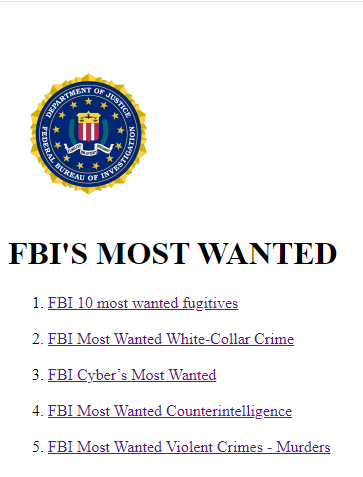 DEPARTMENT OF JUSTICE
FEDERAL BUREAU OF INVESTIGATION
FBI'S MOST WANTED
1. FBI 10 most wanted fugitives
2. FBI Most Wanted White-Collar Crime
3. FBI Cyber’s Most Wanted
4. FBI Most Wanted Counterintelligence
5. FBI Most Wanted Violent Crimes - Murders